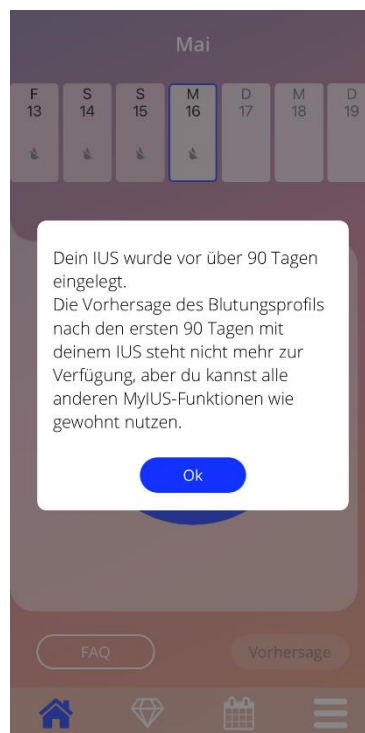 Mai
F S S M D M D
13 14 15 16 17 18 19
Dein IUS wurde vor über 90 Tagen
eingelegt.
Die Vorhersage des Blutungsprofils
nach den ersten 90 Tagen mit
deinem IUS steht nicht mehr zur
Verfügung, aber du kannst alle
anderen MyIUS-Funktionen wie
gewohnt nutzen.
Ok
FAQ Vorhersage